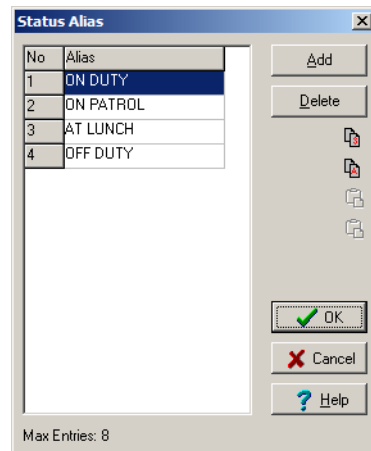 Status Alias
No Alias
1 ON DUTY
2 ON PATROL
3 AT LUNCH
4 OFF DUTY
Add
Delete
OK
Cancel
Help
Max Entries: 8